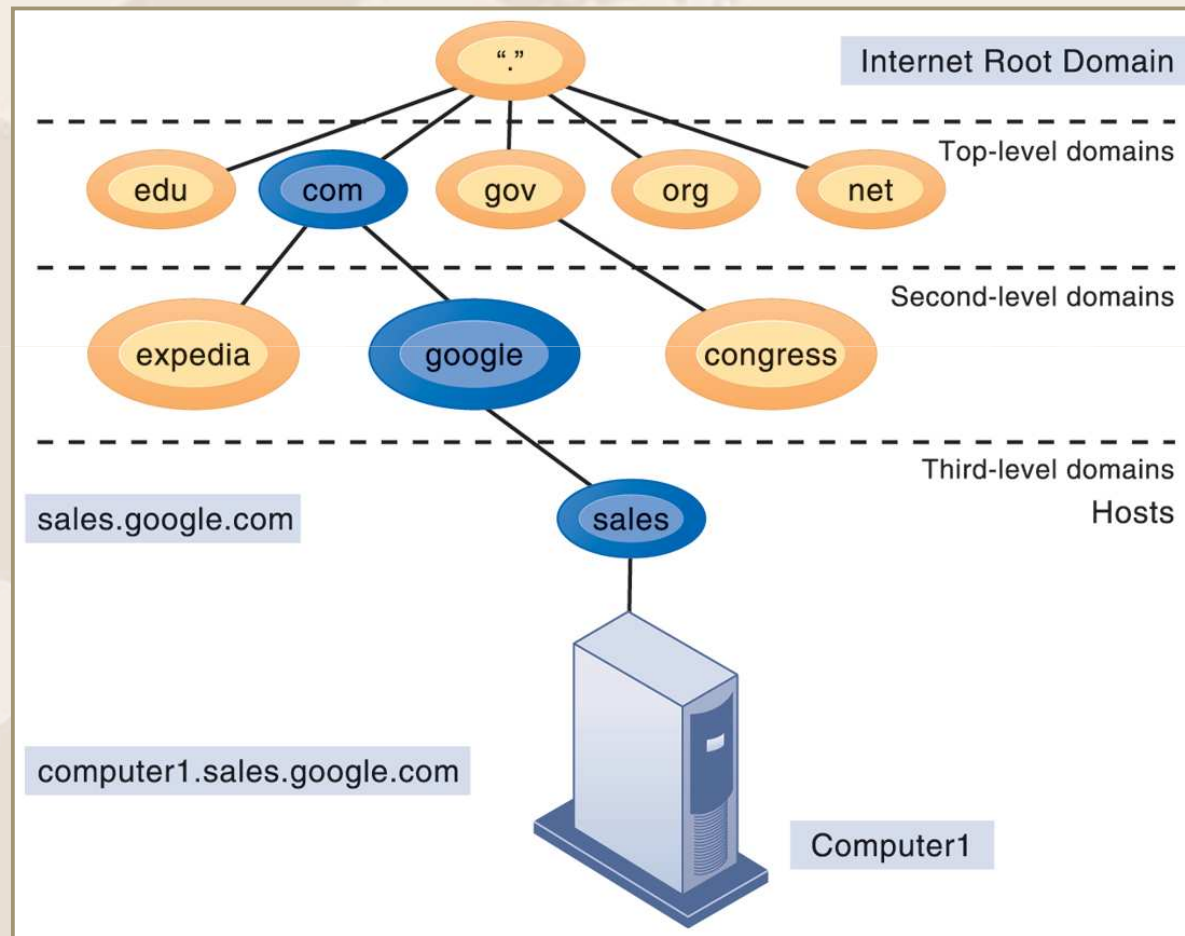 “.”
Internet Root Domain
Top-level domains
edu
com
gov
org
net
Second-level domains
expedia
google
congress
Third-level domains
sales.google.com
sales
Hosts
computer1.sales.google.com
Computer1